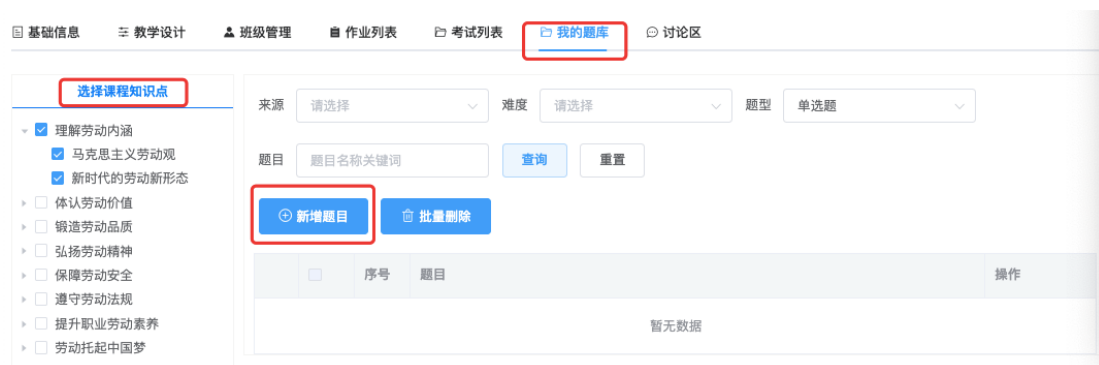 基础信息 教学设计 班级管理 作业列表 考试列表 我的题库 讨论区
选择课程知识点
来源 请选择 难度 请选择 题型 单选题
理解劳动内涵
马克思主义劳动观
题目 题目名称关键词 查询 重置
新时代的劳动新形态
体认劳动价值
新增题目 批量删除
锻造劳动品质
弘扬劳动精神
保障劳动安全
序号 题目 操作
遵守劳动法规
提升职业劳动素养
暂无数据
劳动托起中国梦